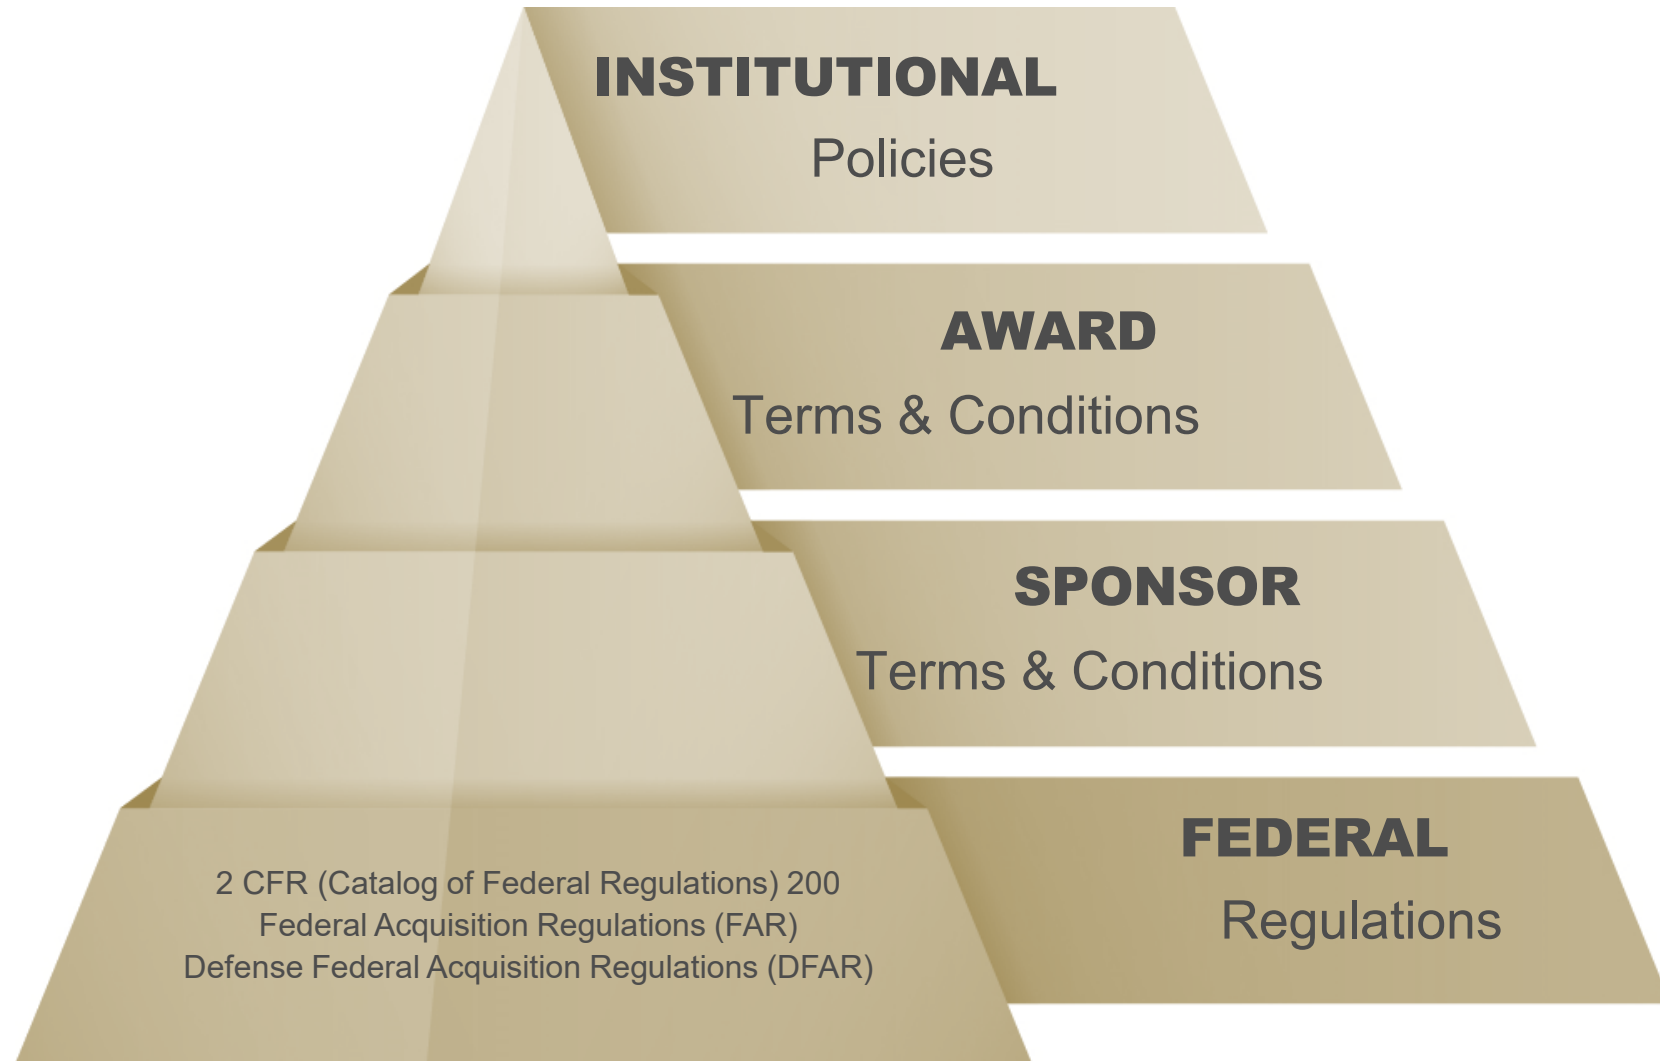 INSTITUTIONAL
Policies
AWARD
Terms & Conditions
SPONSOR
Terms & Conditions
FEDERAL
Regulations
2 CFR (Catalog of Federal Regulations) 200
Federal Acquisition Regulations (FAR)
Defense Federal Acquisition Regulations (DFAR)